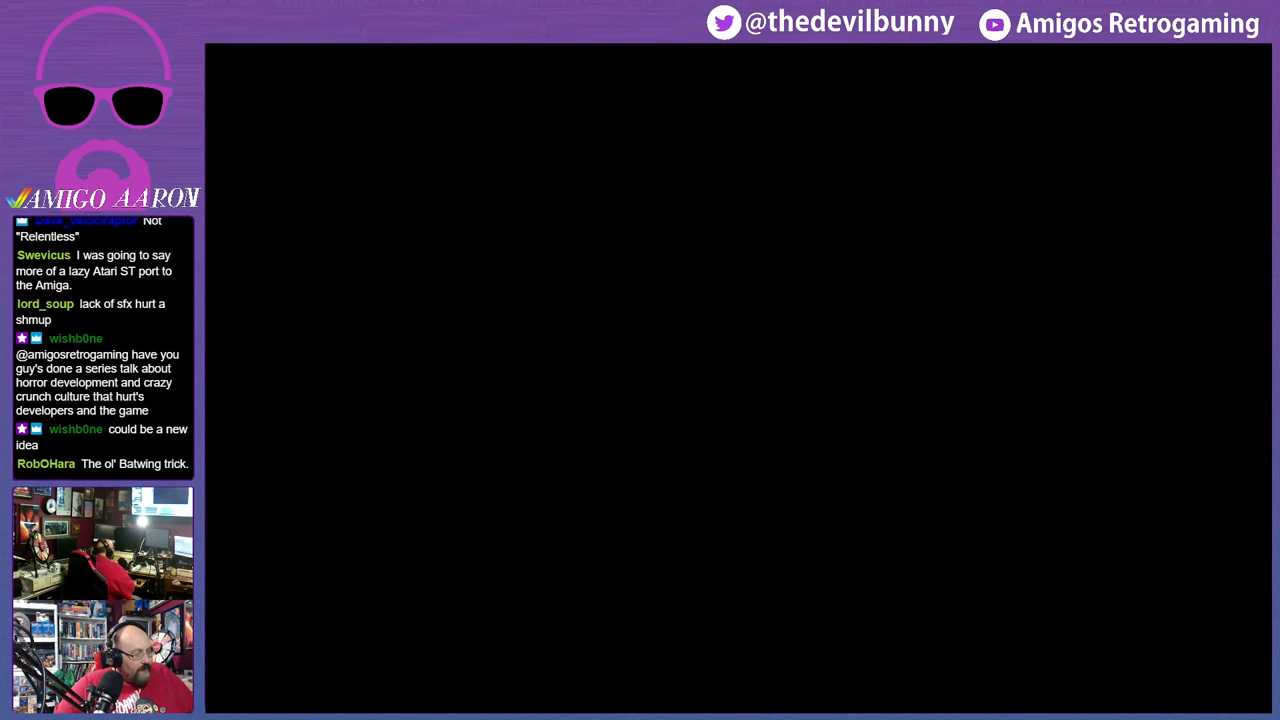 @thedevilbunny
Amigos Retrogaming
AMIGO AARON
Dave_Velociraptor Not
"Relentless"
Swevicus I was going to say
more of a lazy Atari ST port to
the Amiga.
lord_soup lack of sfx hurt a
shmup
wishb0ne
@amigosretrogaming have you
guy's done a series talk about
horror development and crazy
crunch culture that hurt's
developers and the game
wishb0ne could be a new
idea
RobOHara The ol' Batwing trick.